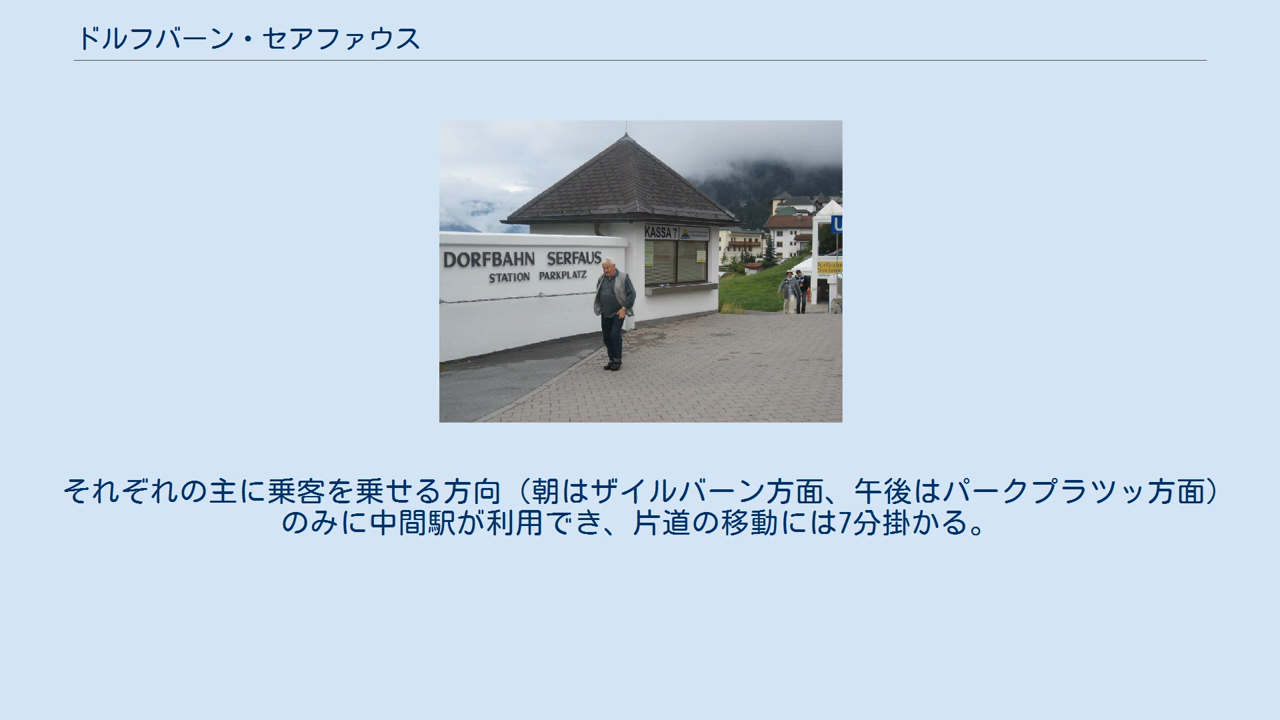 ドルフバーン・セアファウス
DORFBAHN SERFAUS
STATION PARKPLATZ
KASSA 7
U
それぞれの主に乗客を乗せる方向（朝はザイルバーン方面、午後はパークプラツッ方面）
のみに中間駅が利用でき、片道の移動には7分掛かる。